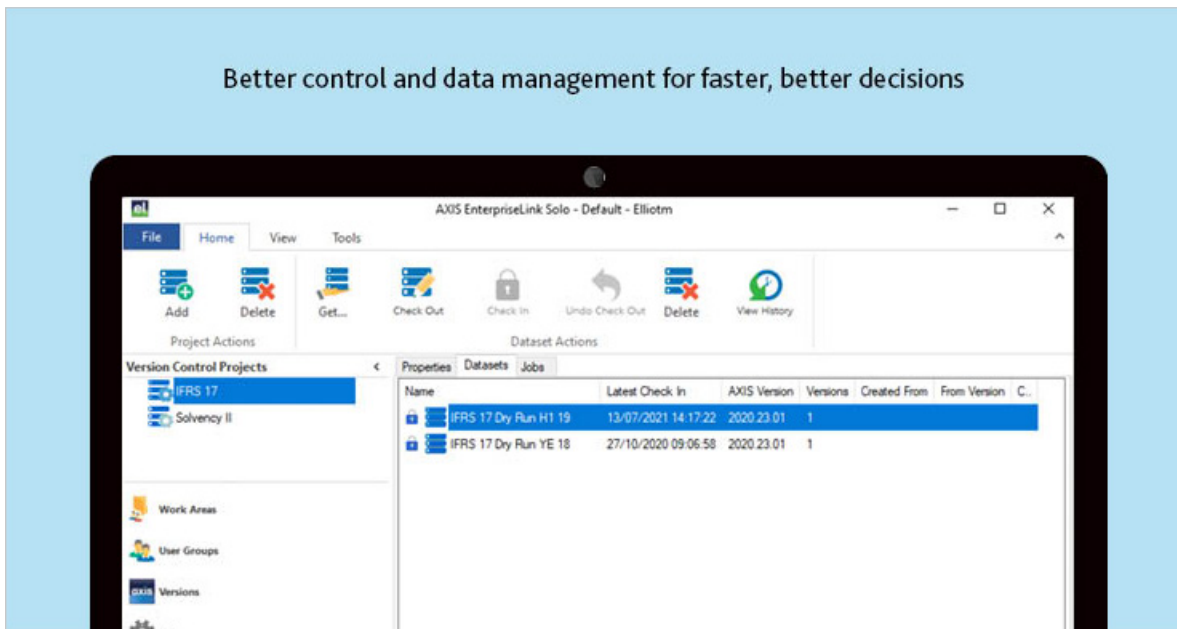 Better control and data management for faster, better decisions
el
AXIS EnterpriseLink Solo - Default - Elliotm
File Home View Tools
Add Delete Get... Check Out Check In Undo Check Out Delete View History
Project Actions Dataset Actions
Version Control Projects
Properties Datasets Jobs
IFRS 17
Solvency II
Name Latest Check In AXIS Version Versions Created From From Version C..
IFRS 17 Dry Run H1 19 13/07/2021 14:17:22 2020.23.01 1
IFRS 17 Dry Run YE 18 27/10/2020 09:06:58 2020.23.01 1
Work Areas
User Groups
axis Versions